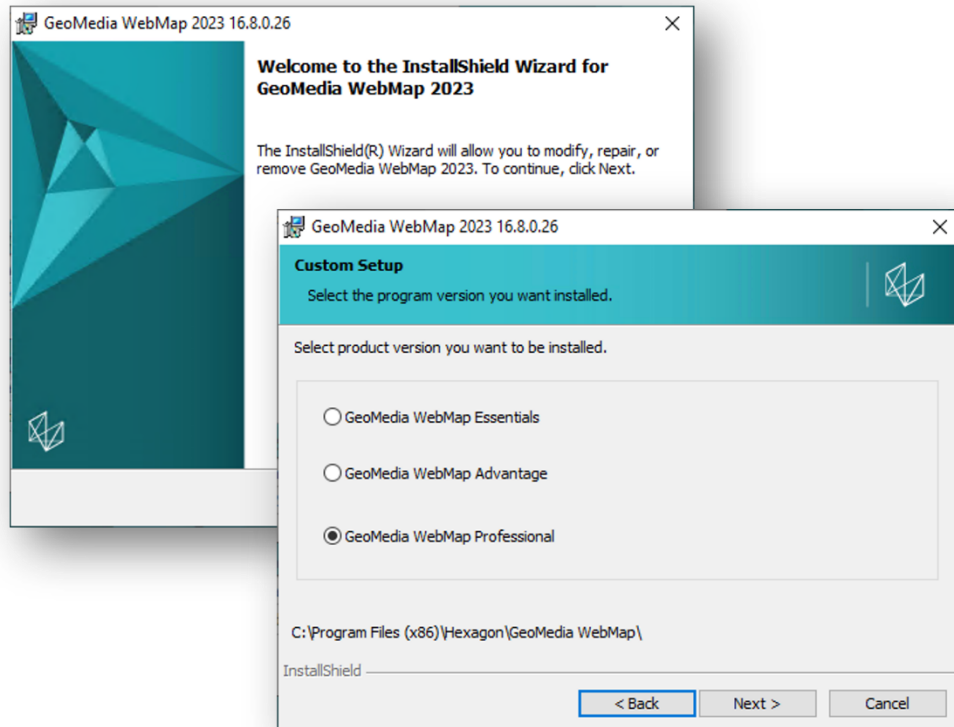 GeoMedia WebMap 2023 16.8.0.26
Welcome to the InstallShield Wizard for
GeoMedia WebMap 2023
The InstallShield(R) Wizard will allow you to modify, repair, or
remove GeoMedia WebMap 2023. To continue, click Next.
GeoMedia WebMap 2023 16.8.0.26
Custom Setup
Select the program version you want installed.
Select product version you want to be installed.
GeoMedia WebMap Essentials
GeoMedia WebMap Advantage
GeoMedia WebMap Professional
C:\Program Files (x86)\Hexagon\GeoMedia WebMap\
InstallShield
< Back Next > Cancel